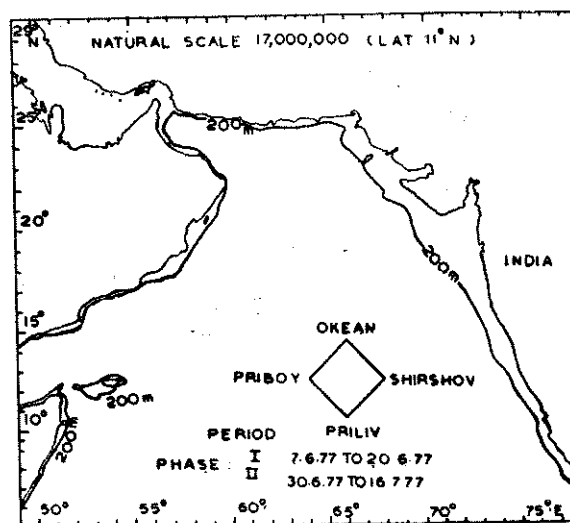 25° N
NATURAL SCALE 17,000,000 (LAT 11° N)
25°
200m
20°
200m
INDIA
15°
OKEAN
PRIBOY
SHIRSHOV
200m
10°
200m
PRILIV
PERIOD
PHASE : I 7.6.77 TO 20 6.77
II 30.6.77 TO 16 7 77
50° 55° 60° 65° 70° 75° E